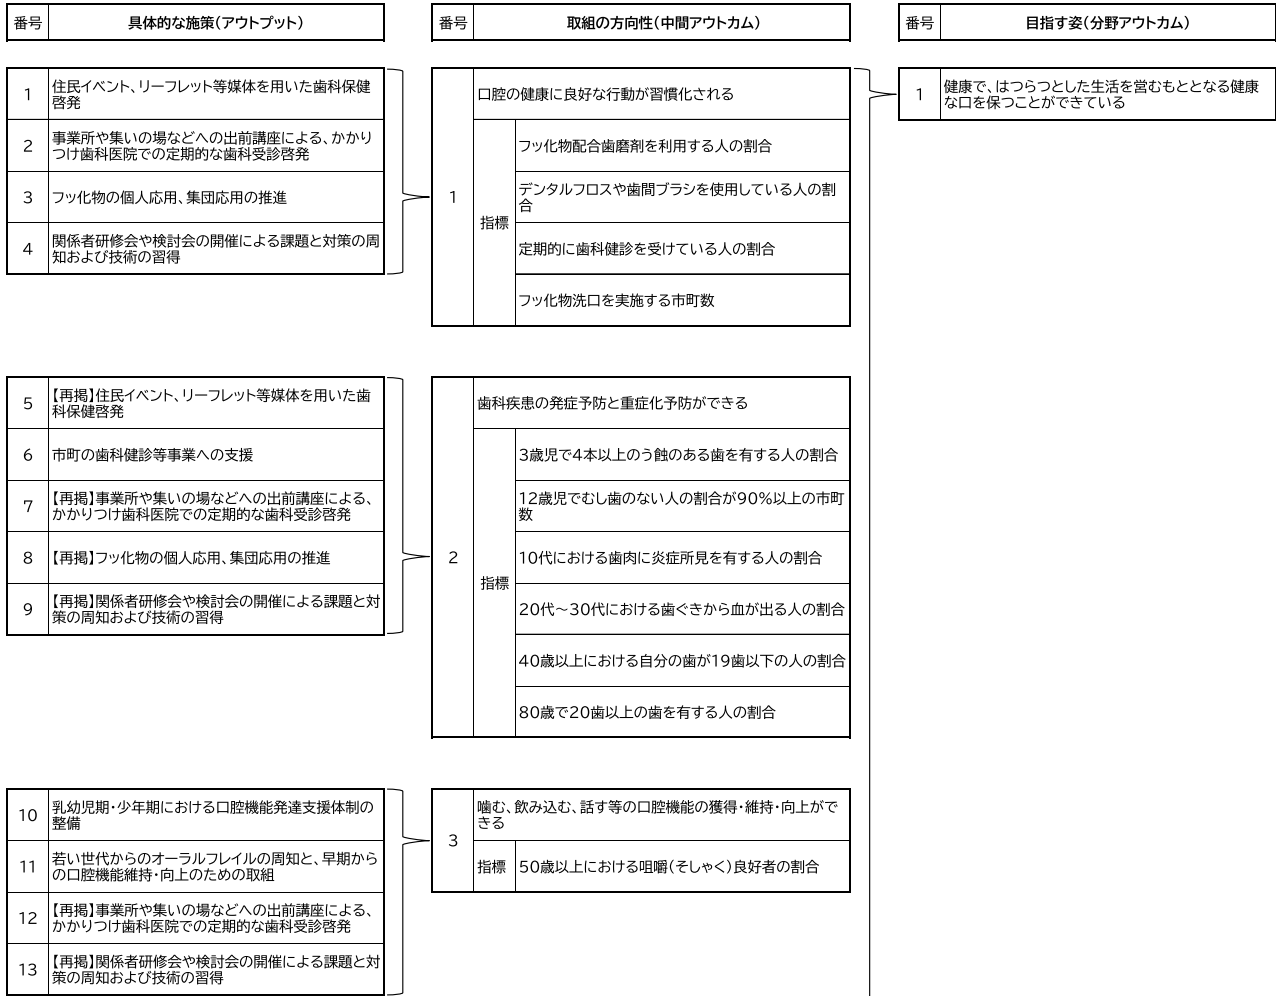 番号 具体的な施策（アウトプット）
番号 取組の方向性（中間アウトカム）
番号 目指す姿（分野アウトカム）
1 住民イベント、リーフレット等媒体を用いた歯科保健
啓発
2 事業所や集いの場などへの出前講座による、かかり
つけ歯科医院での定期的な歯科受診啓発
3 フッ化物の個人応用、集団応用の推進
4 関係者研修会や検討会の開催による課題と対策の周
知および技術の習得
1 口腔の健康に良好な行動が習慣化される
指標
フッ化物配合歯磨剤を利用する人の割合
デンタルフロスや歯間ブラシを使用している人の割
合
定期的に歯科健診を受けている人の割合
フッ化物洗口を実施する市町数
1 健康で、はつらつとした生活を営むもととなる健康
な口を保つことができている
5 【再掲】住民イベント、リーフレット等媒体を用いた歯
科保健啓発
6 市町の歯科健診等事業への支援
7 【再掲】事業所や集いの場などへの出前講座による、
かかりつけ歯科医院での定期的な歯科受診啓発
8 【再掲】フッ化物の個人応用、集団応用の推進
9 【再掲】関係者研修会や検討会の開催による課題と対
策の周知および技術の習得
2 歯科疾患の発症予防と重症化予防ができる
指標
3歳児で4本以上のう蝕のある歯を有する人の割合
12歳児でむし歯のない人の割合が90％以上の市町
数
10代における歯肉に炎症所見を有する人の割合
20代～30代における歯ぐきから血が出る人の割合
40歳以上における自分の歯が19歯以下の人の割合
80歳で20歯以上の歯を有する人の割合
10 乳幼児期・少年期における口腔機能発達支援体制の
整備
11 若い世代からのオーラルフレイルの周知と、早期から
の口腔機能維持・向上のための取組
12 【再掲】事業所や集いの場などへの出前講座による、
かかりつけ歯科医院での定期的な歯科受診啓発
13 【再掲】関係者研修会や検討会の開催による課題と対
策の周知および技術の習得
3 噛む、飲み込む、話す等の口腔機能の獲得・維持・向上がで
きる
指標 50歳以上における咀嚼（そしゃく）良好者の割合